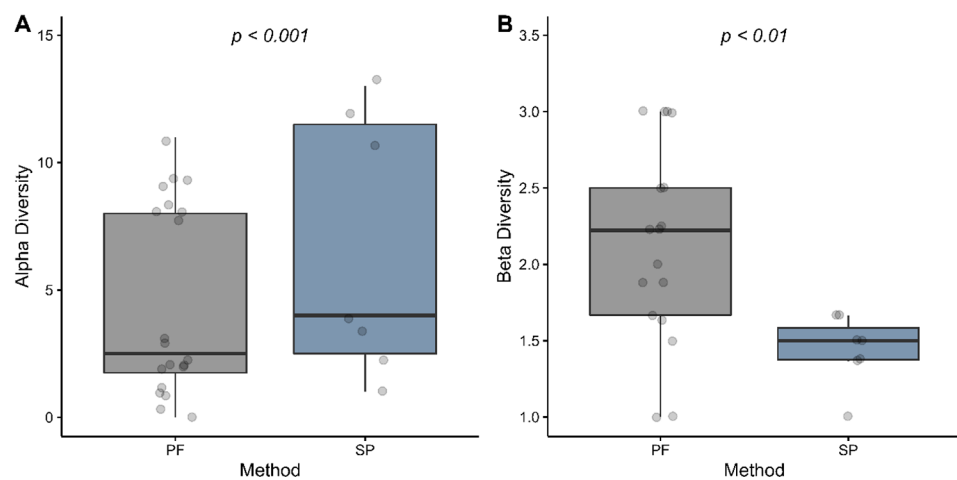 A
p < 0.001
15
10
5
0
Alpha Diversity
PF
SP
Method
B
p < 0.01
3.5
3.0
2.5
2.0
1.5
1.0
Beta Diversity
PF
SP
Method